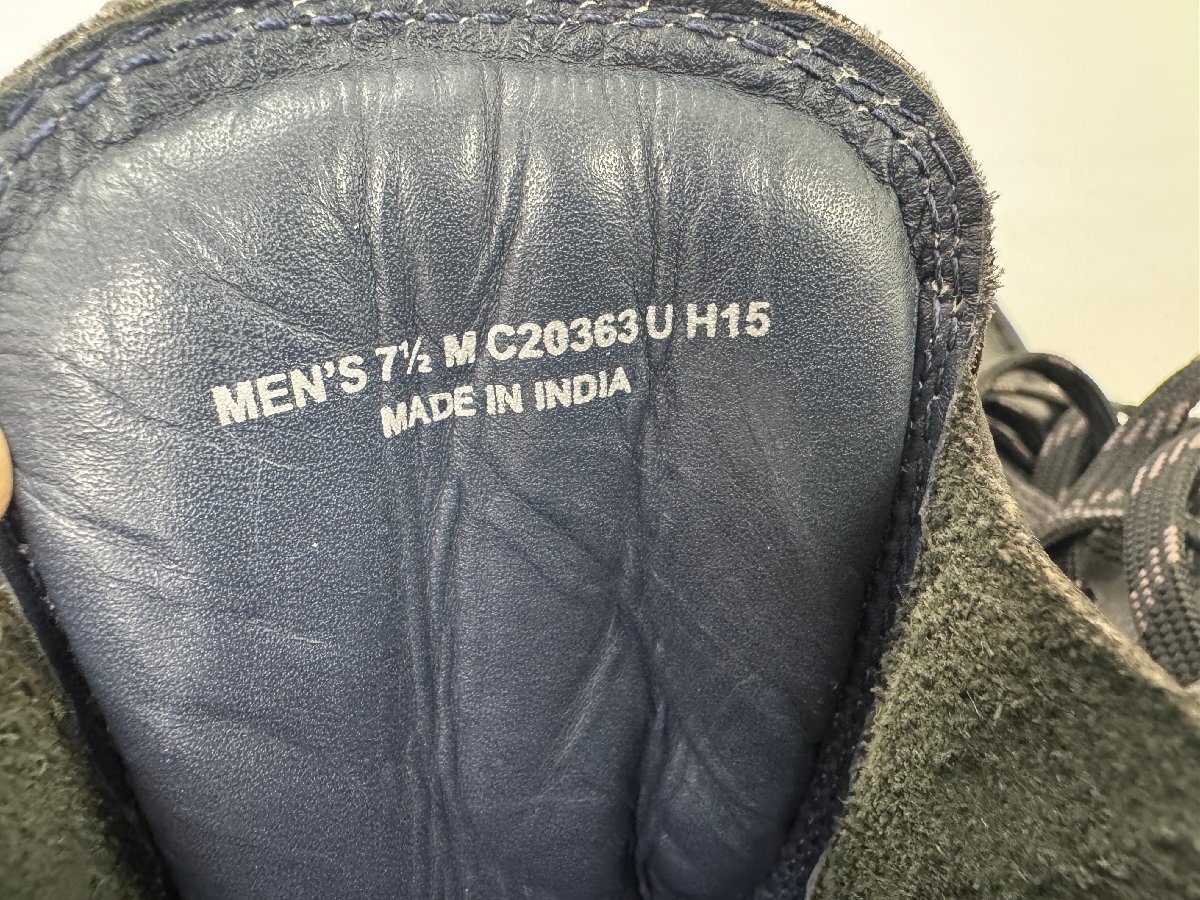 MEN'S 7½ M C20363 U H15
MADE IN INDIA